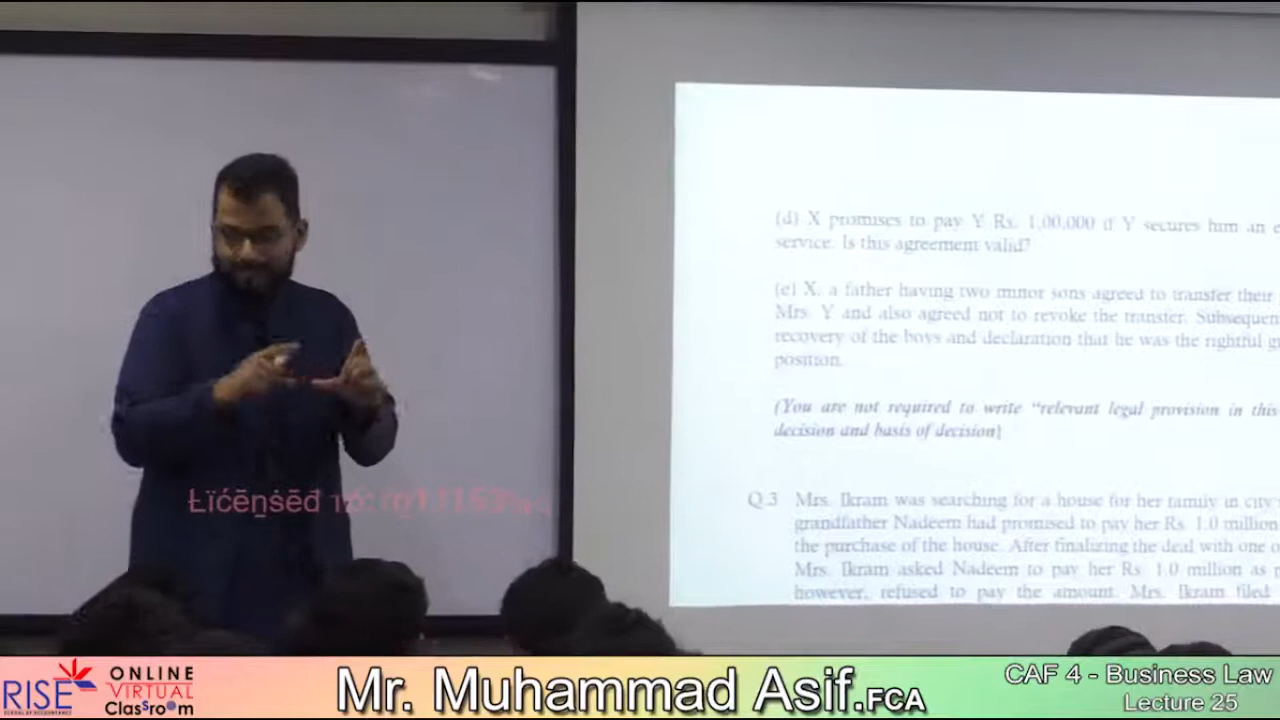 (d) X promises to pay Y Rs. 1,00,000 if Y secures him an
service. Is this agreement valid?
(e) X, a father having two minor sons agreed to transfer their
Mrs. Y and also agreed not to revoke the transfer.
recovery of the boys and declaration that he was the rightful
position.
(You are not required to write "relevant legal provision in this
decision and basis of decision)
Q.3 Mrs. Ikram was searching for a house for her family in city
grandfather Nadeem had promised to pay her Rs. 1.0 million
the purchase of the house. After finalizing the deal with one
Mrs. Ikram asked Nadeem to pay her Rs. 1.0 million as
however, refused to pay the amount. Mrs. Ikram filed
Łïćēṉṡēđ
RISE
ONLINE
VIRTUAL
Classroom
Mr. Muhammad Asif.FCA
CAF 4 - Business Law
Lecture 25